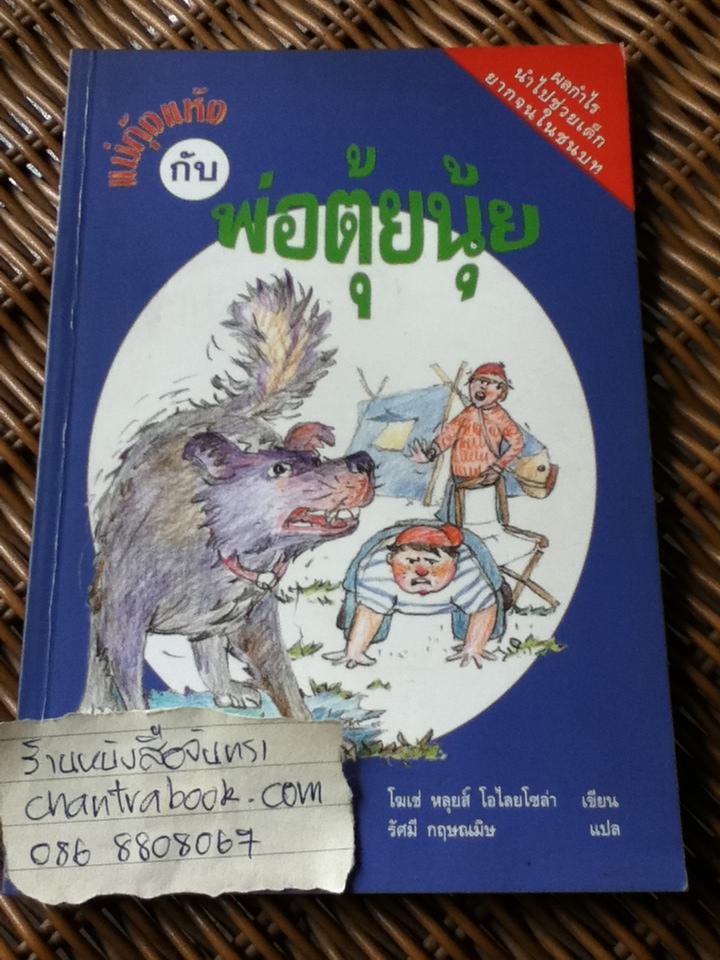 แม่กุ้งแห้ง
กับ
พ่อตุ้ยนุ้ย
ผลกำไร
นำไปช่วยเด็ก
ยากจนในชนบท
โฆเซ่ หลุยส์ โอไลยโซล่า เขียน
รัศมี กฤษณมิษ แปล
ร้านหนังสือจันทรา
chantrabook.com
086 8808067